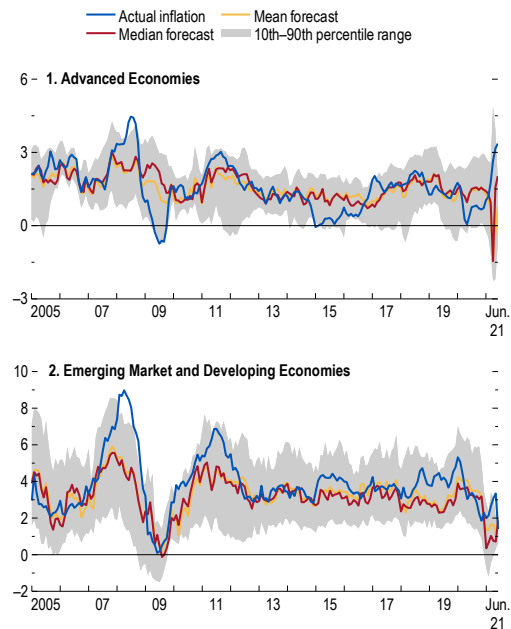 Actual inflation Mean forecast
Median forecast 10th–90th percentile range
1. Advanced Economies
6
3
0
–3
2005 07 09 11 13 15 17 19 Jun.
21
2. Emerging Market and Developing Economies
10
8
6
4
2
0
–2
2005 07 09 11 13 15 17 19 Jun.
21